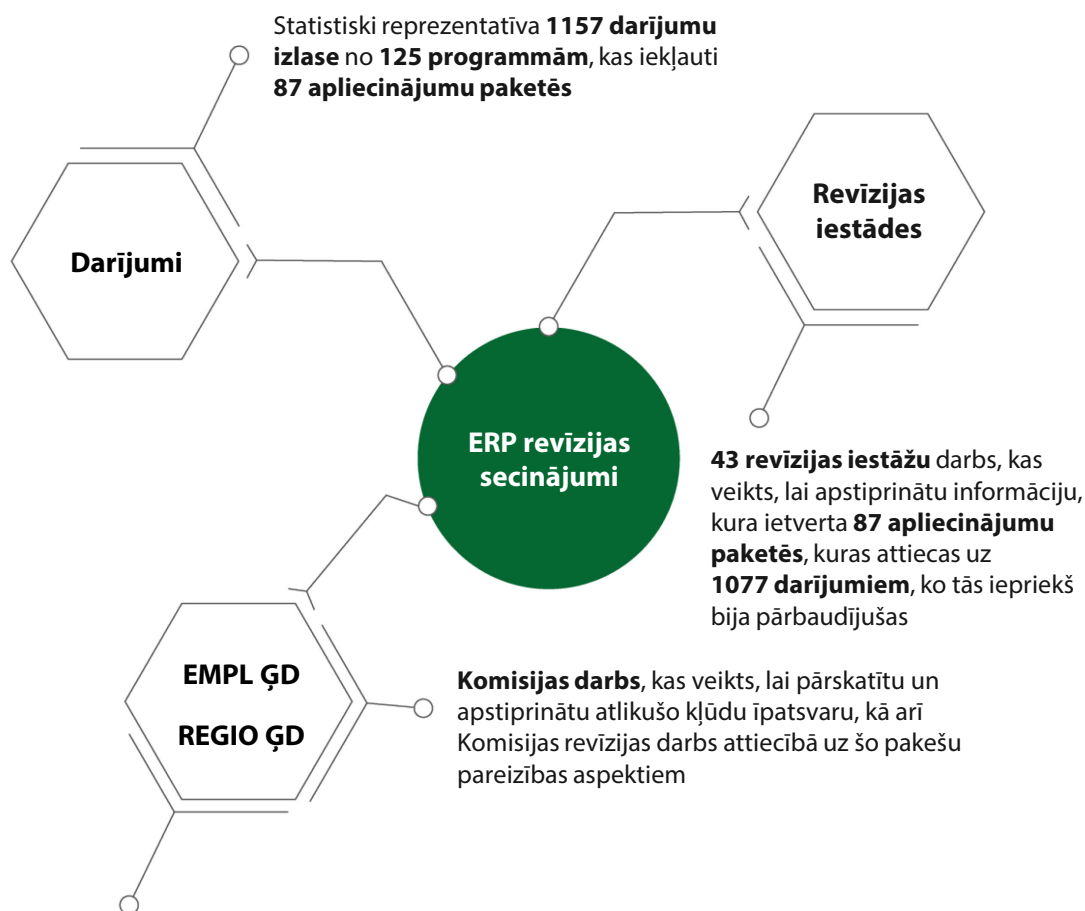 Statistiski reprezentatīva 1157 darījumu
izlase no 125 programmām, kas iekļauti
87 apliecinājumu paketēs
Darījumi
Revīzijas
iestādes
ERP revīzijas
secinājumi
43 revīzijas iestāžu darbs, kas
veikts, lai apstiprinātu informāciju,
kura ietverta 87 apliecinājumu
paketēs, kuras attiecas uz
1077 darījumiem, ko tās iepriekš
bija pārbaudījušas
EMPL ĢD
REGIO ĢD
Komisijas darbs, kas veikts, lai pārskatītu un
apstiprinātu atlikušo kļūdu īpatsvaru, kā arī
Komisijas revīzijas darbs attiecībā uz šo pakešu
pareizības aspektiem